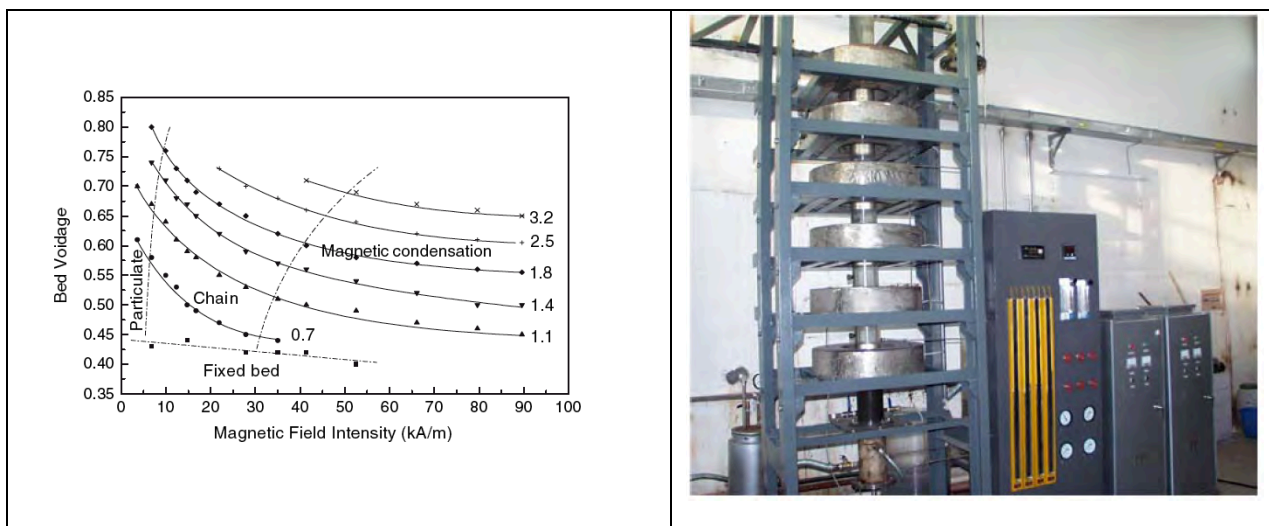 0.85
0.80
0.75
0.70
0.65
0.60
0.55
0.50
0.45
0.40
0.35
Bed Voidage
Particulate
Chain
Magnetic condensation
Fixed bed
3.2
2.5
1.8
1.4
1.1
0.7
0 10 20 30 40 50 60 70 80 90 100
Magnetic Field Intensity (kA/m)